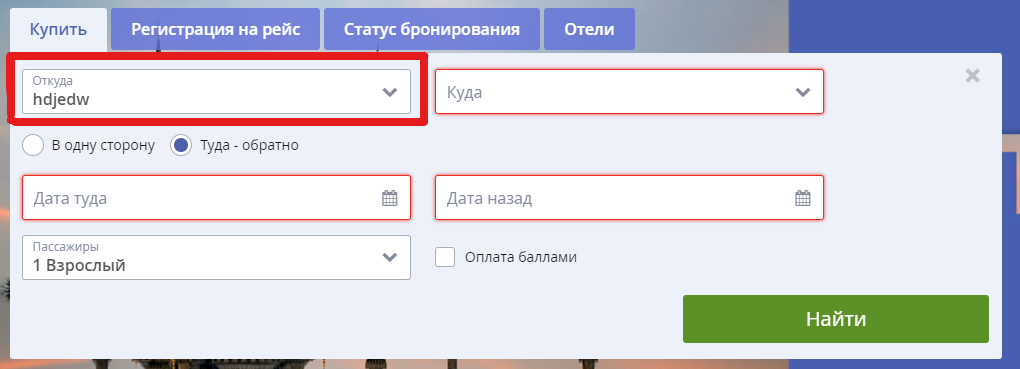 Купить
Регистрация на рейс
Статус бронирования
Отели
Откуда
hdjedw
Куда
В одну сторону
Туда - обратно
Дата туда
Дата назад
Пассажиры
1 Взрослый
Оплата баллами
Найти